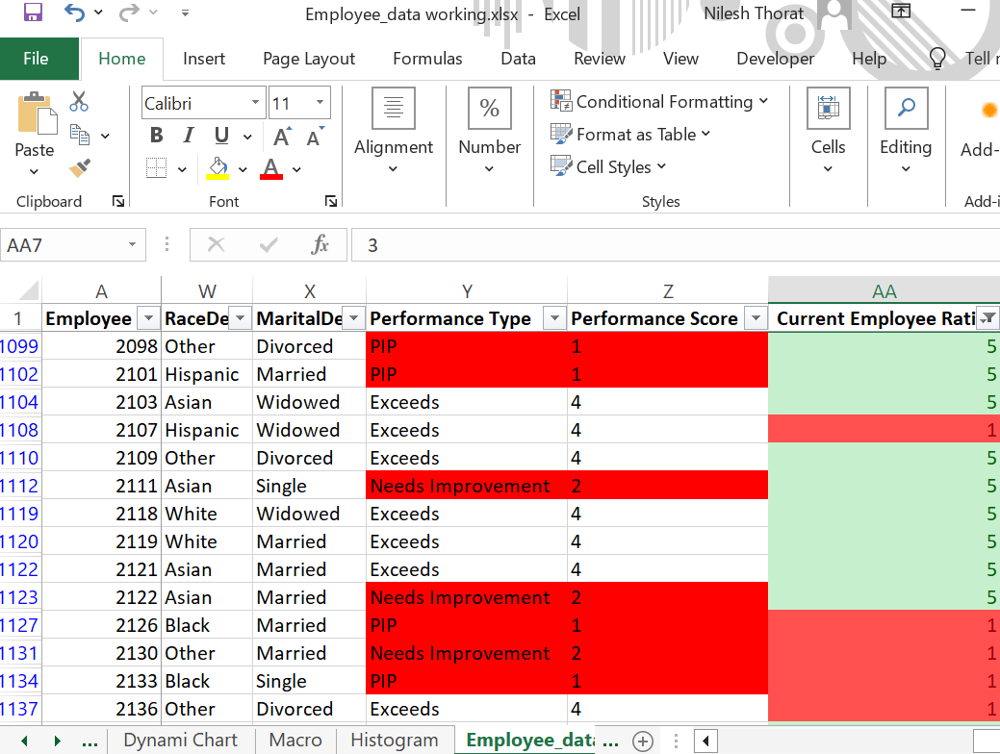 Employee_data working.xlsx - Excel Nilesh Thorat
File Home Insert Page Layout Formulas Data Review View Developer Help Tell
Calibri 11 % Conditional Formatting
B I U A A Format as Table
Paste Alignment Number Cell Styles Cells Editing Add-
A
Clipboard Font Styles Add-i
AA7 fx 3
A W X Y Z AA
1 Employee RaceDe MaritalDe Performance Type Performance Score Current Employee Rati
1099 2098 Other Divorced PIP 1 5
1102 2101 Hispanic Married PIP 1 5
1104 2103 Asian Widowed Exceeds 4 5
1108 2107 Hispanic Widowed Exceeds 4 1
1110 2109 Other Divorced Exceeds 4 5
1112 2111 Asian Single Needs Improvement 2 5
1119 2118 White Widowed Exceeds 4 5
1120 2119 White Married Exceeds 4 5
1122 2121 Asian Married Exceeds 4 5
1123 2122 Asian Married Needs Improvement 2 5
1127 2126 Black Married PIP 1 1
1131 2130 Other Married Needs Improvement 2 1
1134 2133 Black Single PIP 1 1
1137 2136 Other Divorced Exceeds 4 1
... Dynami Chart Macro Histogram Employee_data ...